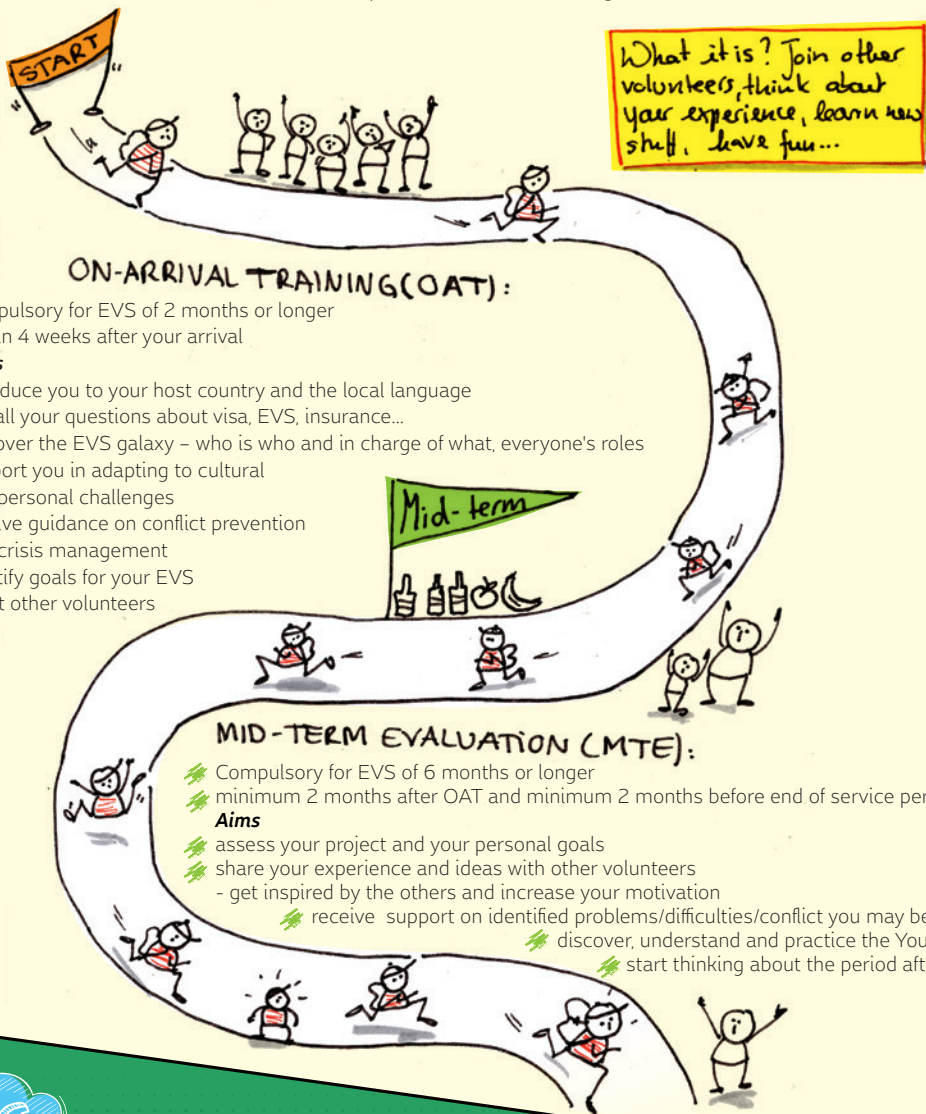 START
What it is? Join other
volunteers, think about
your experience, learn new
stuff, have fun...
ON-ARRIVAL TRAINING (OAT):
pulsory for EVS of 2 months or longer
n 4 weeks after your arrival
s
duce you to your host country and the local language
all your questions about visa, EVS, insurance...
over the EVS galaxy – who is who and in charge of what, everyone's roles
port you in adapting to cultural
personal challenges
ve guidance on conflict prevention
crisis management
tify goals for your EVS
t other volunteers
Mid-term
MID-TERM EVALUATION (MTE):
Compulsory for EVS of 6 months or longer
minimum 2 months after OAT and minimum 2 months before end of service per
Aims
assess your project and your personal goals
share your experience and ideas with other volunteers
- get inspired by the others and increase your motivation
receive support on identified problems/difficulties/conflict you may be
discover, understand and practice the You
start thinking about the period aft